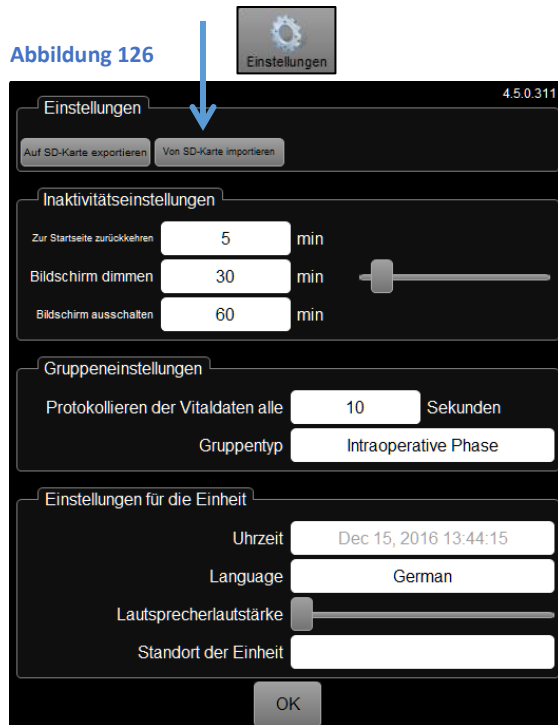 Abbildung 126
Einstellungen
4.5.0.311
Einstellungen
Auf SD-Karte exportieren Von SD-Karte importieren
Inaktivitätseinstellungen
Zur Startseite zurückkehren 5 min
Bildschirm dimmen 30 min
Bildschirm ausschalten 60 min
Gruppeneinstellungen
Protokollieren der Vitaldaten alle 10 Sekunden
Gruppentyp Intraoperative Phase
Einstellungen für die Einheit
Uhrzeit Dec 15, 2016 13:44:15
Language German
Lautsprecherlautstärke
Standort der Einheit
OK